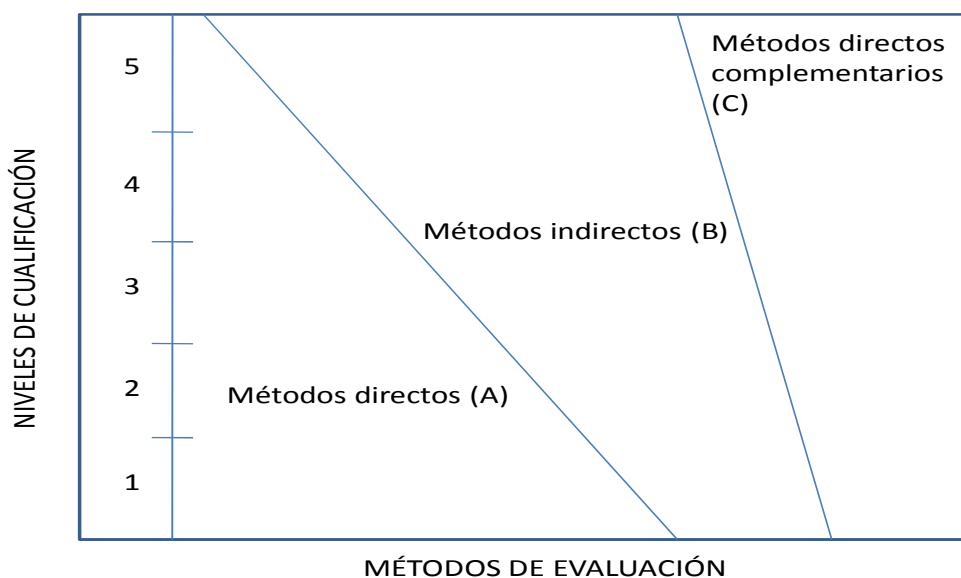 NIVELES DE CUALIFICACIÓN
5
4
3
2
1
Métodos directos
complementarios
(C)
Métodos indirectos (B)
Métodos directos (A)
MÉTODOS DE EVALUACIÓN